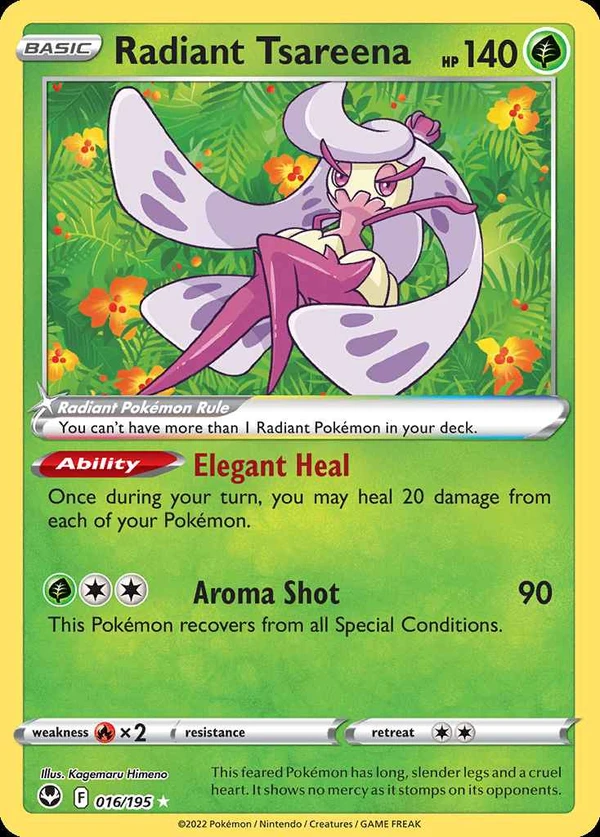 BASIC Radiant Tsareena HP 140
Radiant Pokémon Rule
You can't have more than 1 Radiant Pokémon in your deck.
Ability Elegant Heal
Once during your turn, you may heal 20 damage from
each of your Pokémon.
Aroma Shot 90
This Pokémon recovers from all Special Conditions.
weakness ×2 resistance retreat
Illus. Kagemaru Himeno
F 016/195
This feared Pokémon has long, slender legs and a cruel
heart. It shows no mercy as it stomps on its opponents.
©2022 Pokémon / Nintendo / Creatures / GAME FREAK